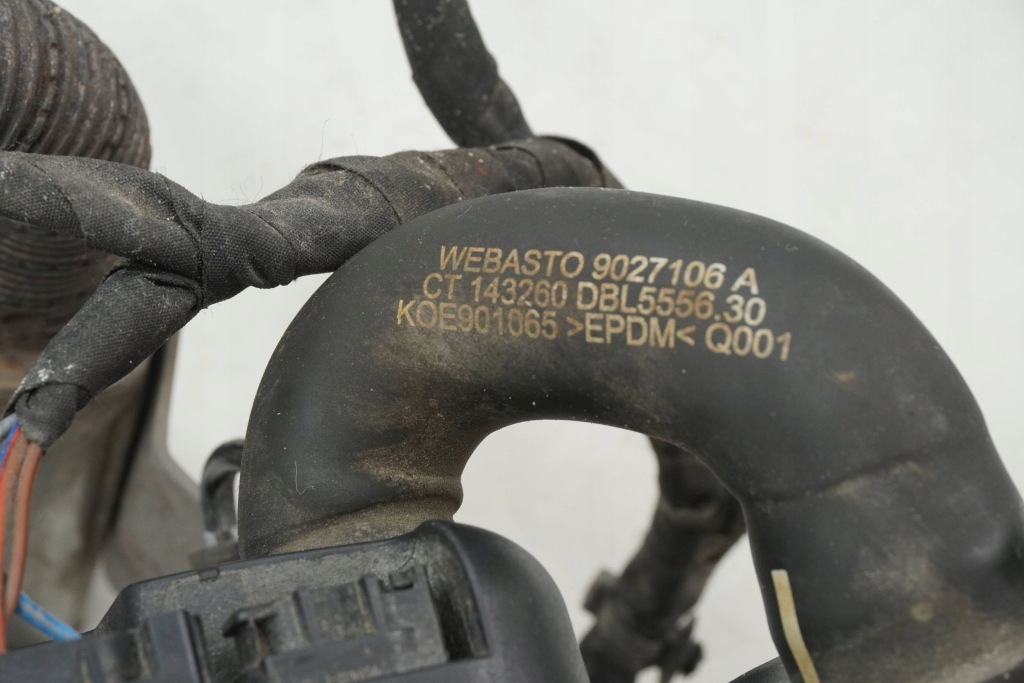 WEBASTO 9027106 A
CT 143260 DBL5556.30
KOE901065 >EPDM< Q001